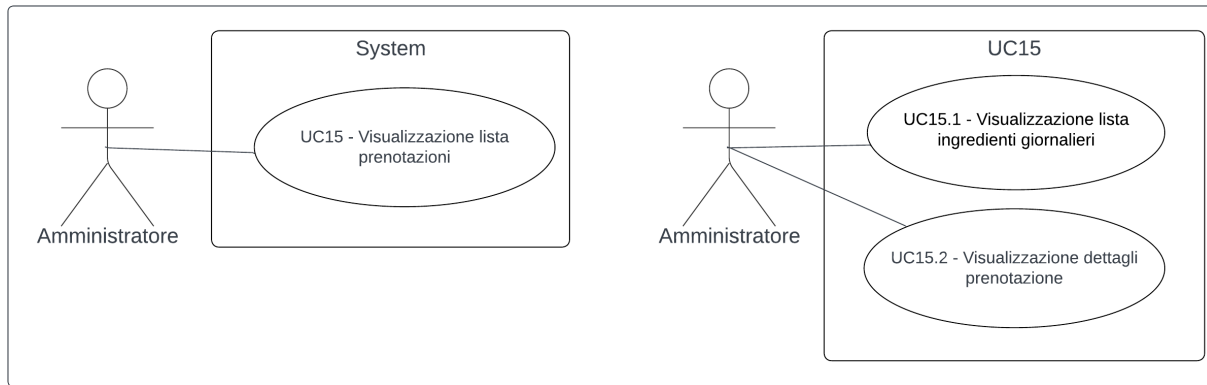 System
UC15 - Visualizzazione lista
prenotazioni
Amministratore
UC15
UC15.1 - Visualizzazione lista
ingredienti giornalieri
UC15.2 - Visualizzazione dettagli
prenotazione
Amministratore